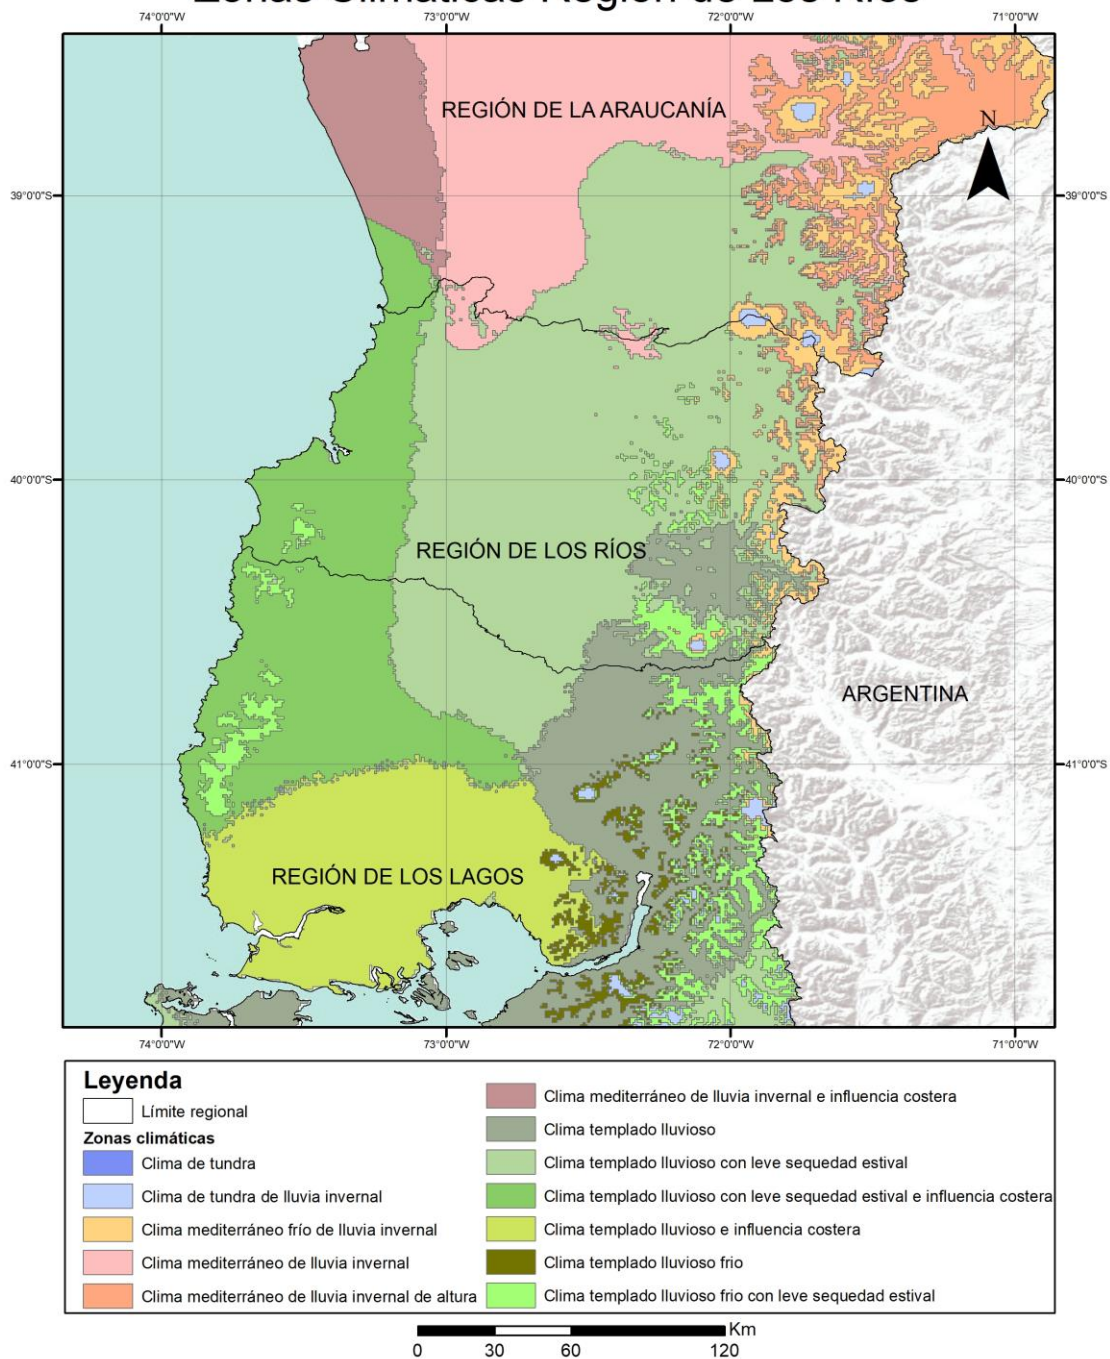 Zonas Climáticas Región de Los Ríos
74°0'0"W 73°0'0"W 72°0'0"W 71°0'0"W
REGIÓN DE LA ARAUCANÍA
N
39°0'0"S 39°0'0"S
40°0'0"S 40°0'0"S
REGIÓN DE LOS RÍOS
ARGENTINA
41°0'0"S 41°0'0"S
REGIÓN DE LOS LAGOS
74°0'0"W 73°0'0"W 72°0'0"W 71°0'0"W
Leyenda
Límite regional
Zonas climáticas
Clima de tundra
Clima de tundra de lluvia invernal
Clima mediterráneo frío de lluvia invernal
Clima mediterráneo de lluvia invernal
Clima mediterráneo de lluvia invernal de altura
Clima mediterráneo de lluvia invernal e influencia costera
Clima templado lluvioso
Clima templado lluvioso con leve sequedad estival
Clima templado lluvioso con leve sequedad estival e influencia costera
Clima templado lluvioso e influencia costera
Clima templado lluvioso frio
Clima templado lluvioso frio con leve sequedad estival
Km
0 30 60 120